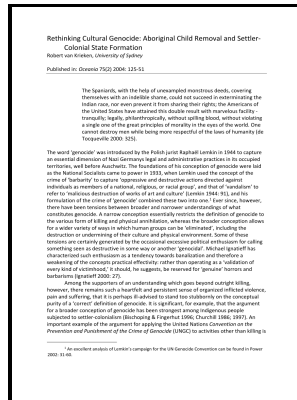 Rethinking Cultural Genocide: Aboriginal Child Removal and Settler-
Colonial State Formation
Robert van Krieken, University of Sydney
Published in: Oceania 75(2) 2004: 125-51
The Spaniards, with the help of unexampled monstrous deeds, covering
themselves with an indelible shame, could not succeed in exterminating the
Indian race, nor even prevent it from sharing their rights; the Americans of
the United States have attained this double result with marvellous facility -
tranquilly, legally, philanthropically, without spilling blood, without violating
a single one of the great principles of morality in the eyes of the world. One
cannot destroy men while being more respectful of the laws of humanity (de
Tocqueville 2000: 325).
The word 'genocide' was introduced by the Polish jurist Raphaël Lemkin in 1944 to capture
an essential dimension of Nazi Germanys legal and administrative practices in its occupied
territories, well before Auschwitz. The foundations of his conception of genocide were laid
as the National Socialists came to power in 1933, when Lemkin used the concept of the
crime of 'barbarity' to capture 'oppressive and destructive actions directed against
individuals as members of a national, religious, or racial group', and that of 'vandalism' to
refer to 'malicious destruction of works of art and culture' (Lemkin 1944: 91), and his
formulation of the crime of 'genocide' combined these two into one.¹ Ever since, however,
there have been tensions between broader and narrower understandings of what
constitutes genocide. A narrow conception essentially restricts the definition of genocide to
the various form of killing and physical annihilation, whereas the broader conception allows
for a wider variety of ways in which human groups can be 'eliminated', including the
destruction or undermining of their culture and physical environment. Some of these
tensions are certainly generated by the occasional excessive political enthusiasm for calling
something seen as destructive in some way or another 'genocidal'. Michael Ignatieff has
characterized such enthusiasm as a tendency towards banalization and therefore a
weakening of the concepts practical effectivity: rather than operating as a 'validation of
every kind of victimhood,' it should, he suggests, be reserved for 'genuine' horrors and
barbarisms (Ignatieff 2000: 27).
Among the supporters of an understanding which goes beyond outright killing,
however, there remains such a heartfelt and persistent sense of organized inflicted violence,
pain and suffering, that it is perhaps ill-advised to stand too stubbornly on the conceptual
purity of a 'correct' definition of genocide. It is significant, for example, that the argument
for a broader conception of genocide has been strongest among Indigenous people
subjected to settler-colonialism (Bischoping & Fingerhut 1996; Churchill 1986; 1997). An
important example of the argument for applying the United Nations Convention on the
Prevention and Punishment of the Crime of Genocide (UNGC) to activities other than killing is
¹ An excellent analysis of Lemkin's campaign for the UN Genocide Convention can be found in Power
2002: 31-60.